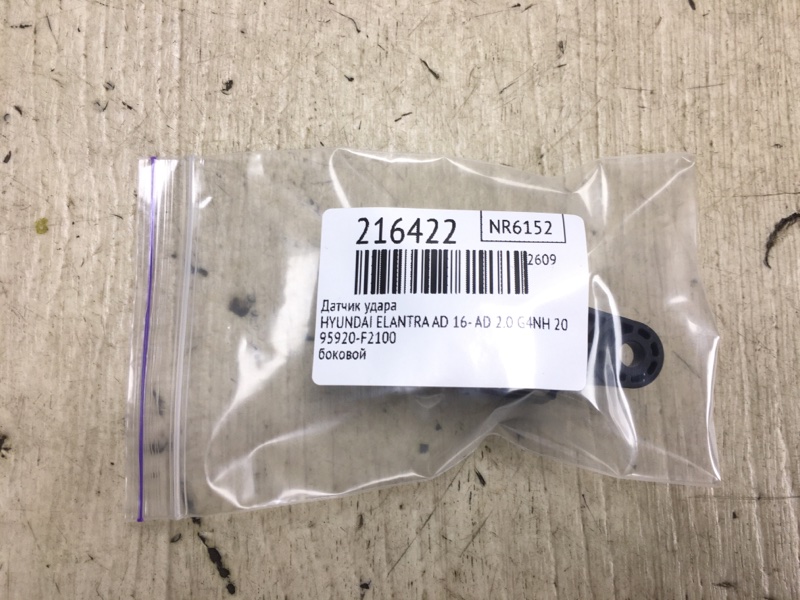 216422
NR6152
2609
Датчик удара
HYUNDAI ELANTRA AD 16- AD 2.0 G4NH 20
95920-F2100
боковой